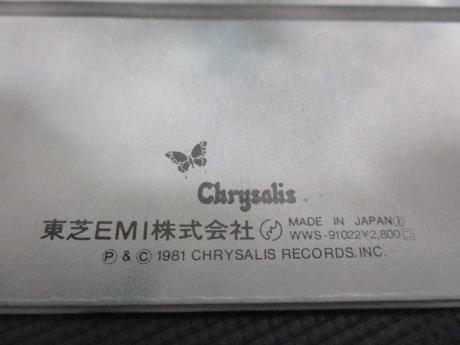 Chrysalis
東芝EMI株式会社 MADE IN JAPAN Ⓘ
WWS-91022¥2,800□
Ⓟ & Ⓒ 1981 CHRYSALIS RECORDS.INC.